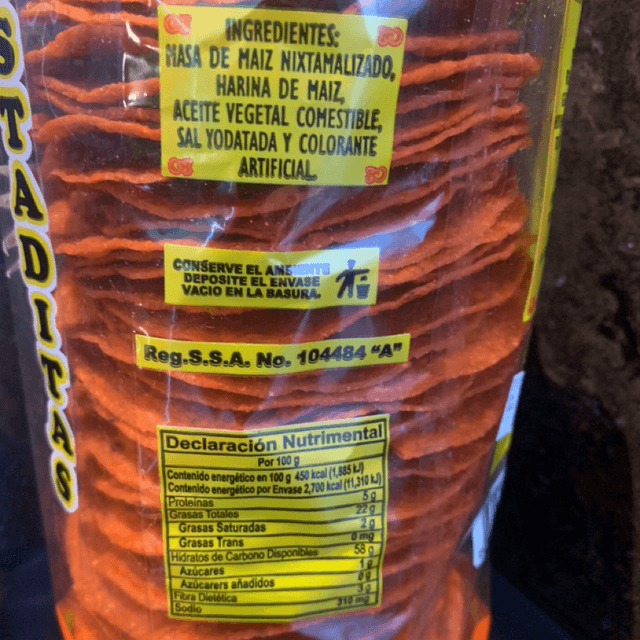 STADITAS
INGREDIENTES:
MASA DE MAIZ NIXTAMALIZADO,
HARINA DE MAIZ,
ACEITE VEGETAL COMESTIBLE,
SAL YODATADA Y COLORANTE
ARTIFICIAL
CONSERVE EL AMBIENTE
DEPOSITE EL ENVASE
VACIO EN LA BASURA.
Reg.S.S.A. No. 104484 "A"
Declaración Nutrimental
Por 100 g
Contenido energético en 100 g 450 kcal (1,885 kJ)
Contenido energético por Envase 2,700 kcal (11,310 kJ)
Proteínas 5 g
Grasas Totales 22 g
Grasas Saturadas 2 g
Grasas Trans 0 mg
Hidratos de Carbono Disponibles 58 g
Azúcares 1 g
Azúcarers añadidos 0 g
Fibra Dietética 3 g
Sodio 310 mg